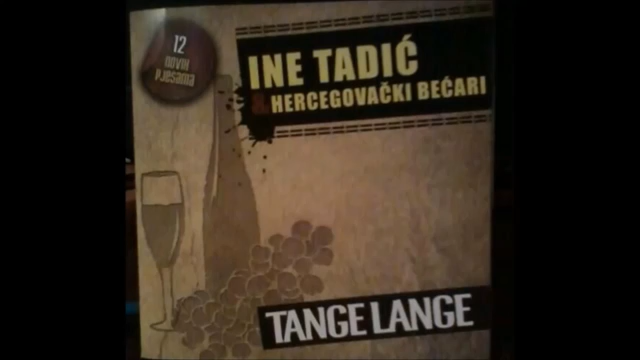 12
novih
pjesama
INE TADIĆ
& HERCEGOVAČKI BEĆARI
TANGE LANGE